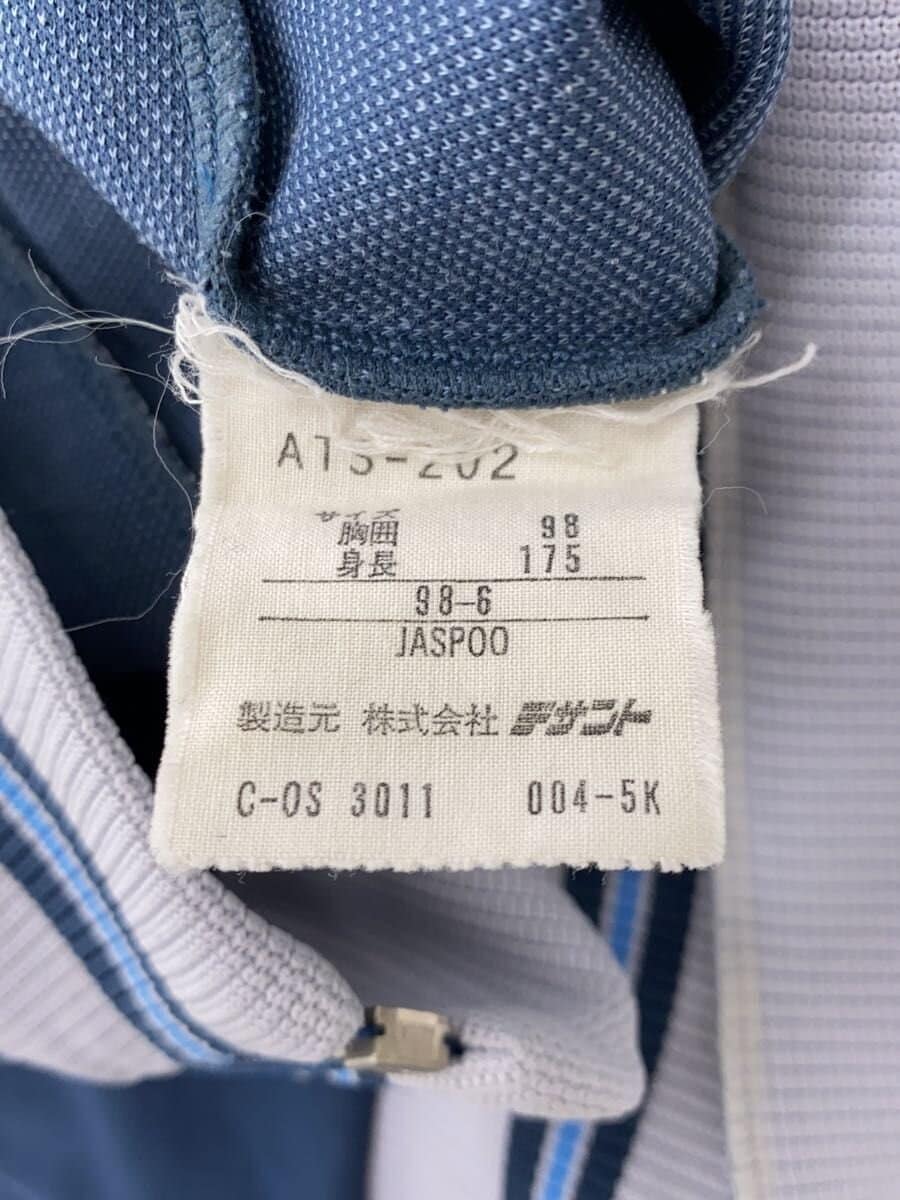 ATS-202
サイズ
胸囲 98
身長 175
98-6
JASPOO
製造元 株式会社 デサント
C-OS 3011 004-5K